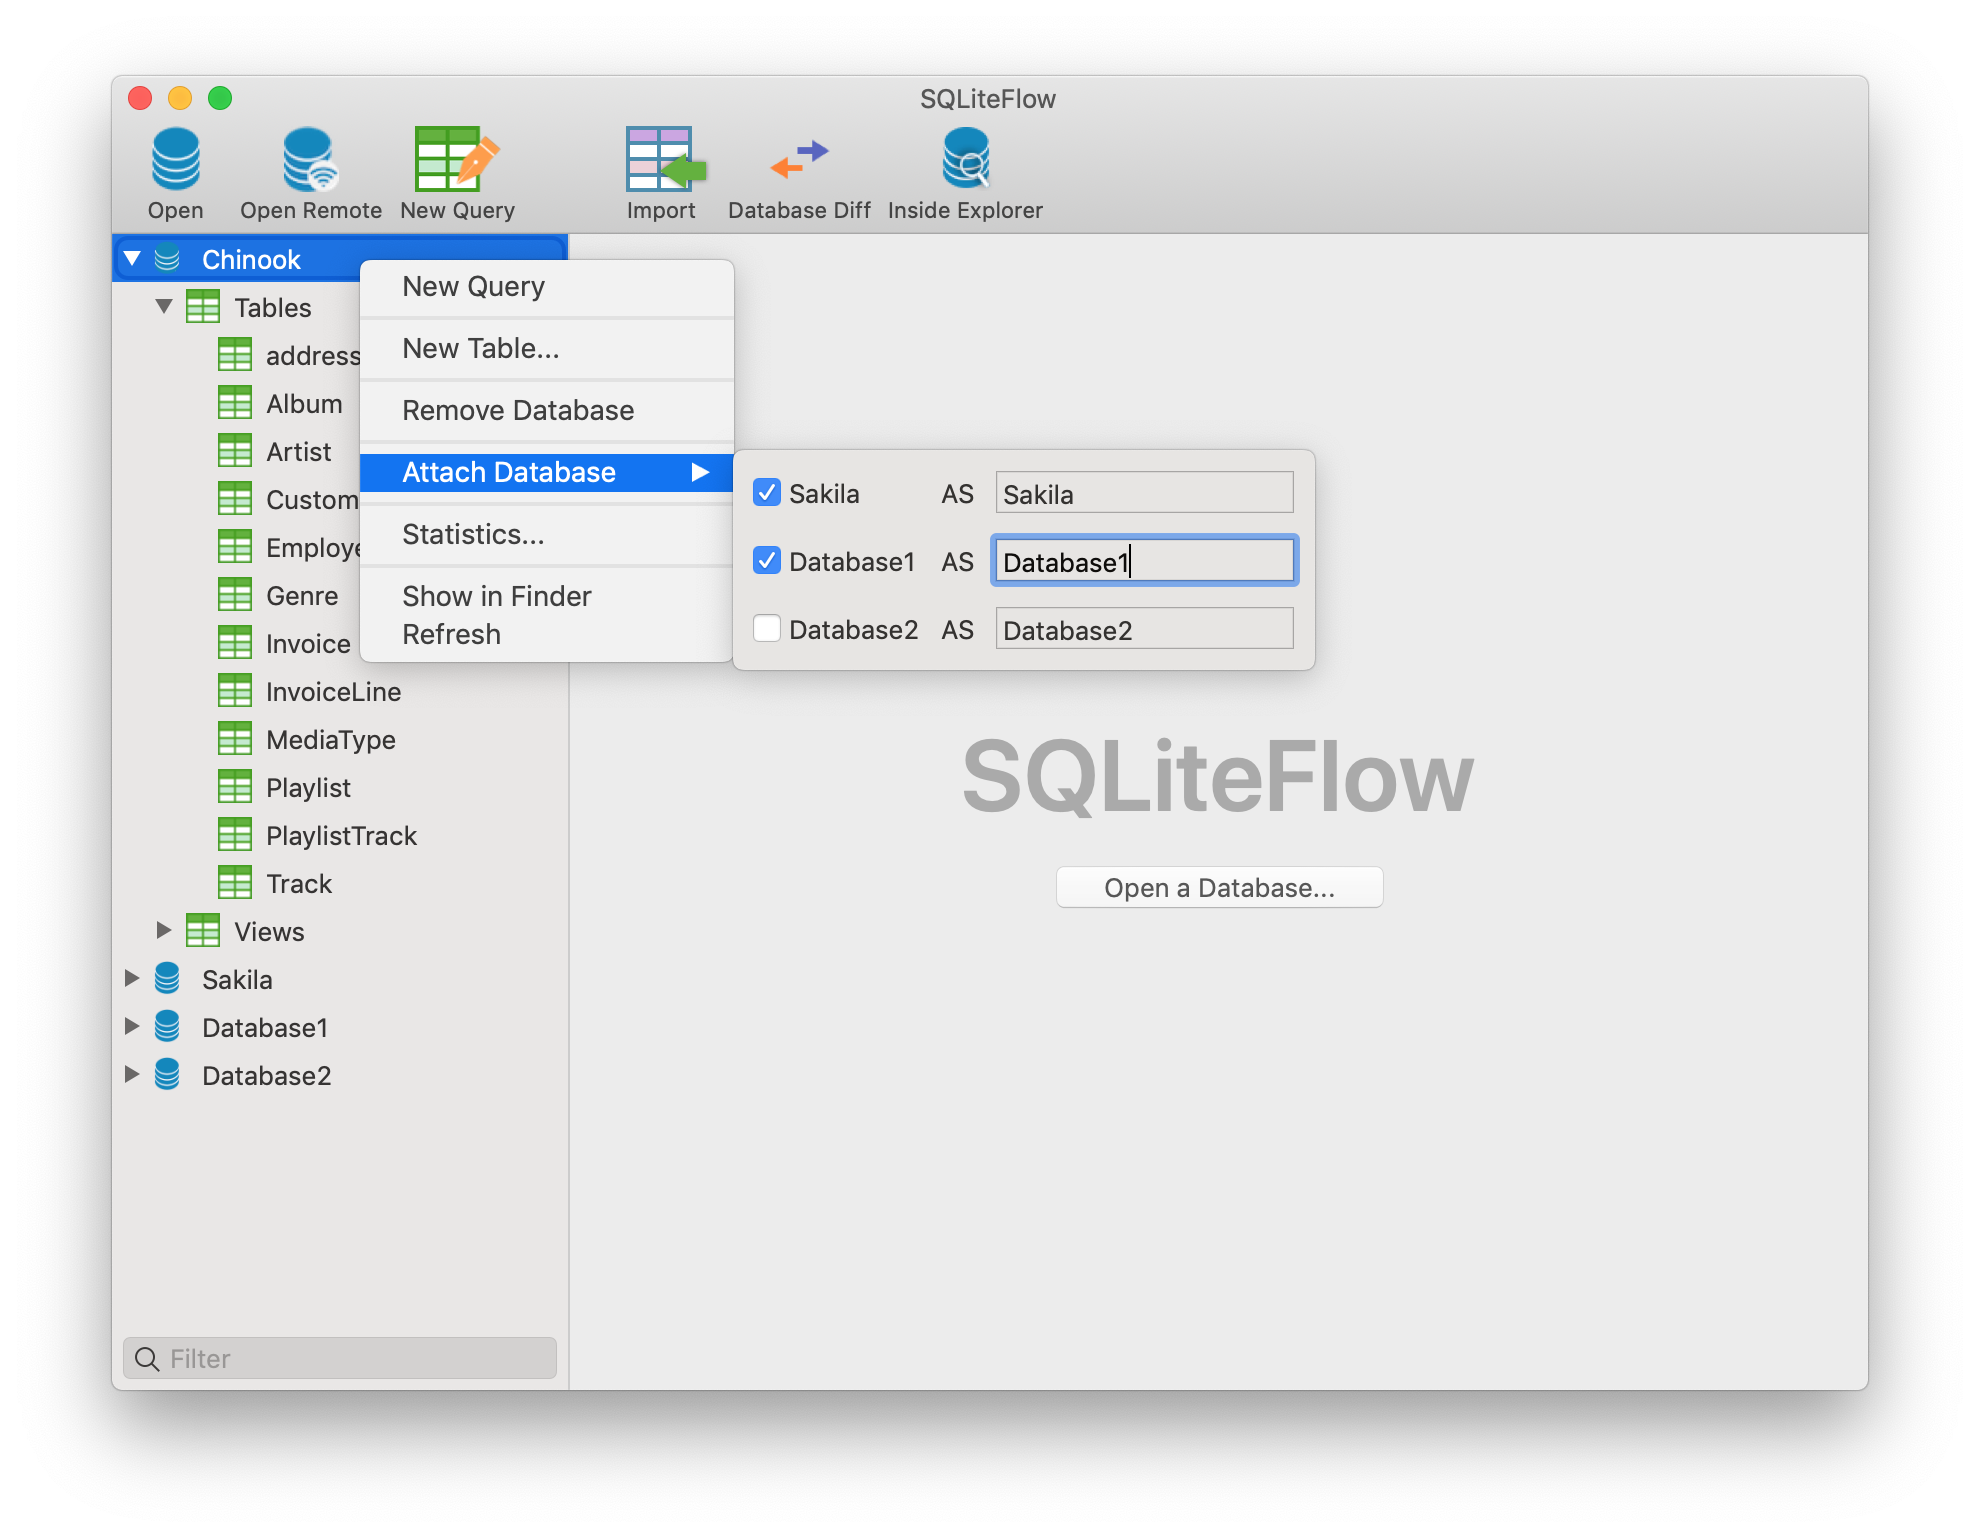 SQLiteFlow
Open
Open Remote
New Query
Import
Database Diff
Inside Explorer
Chinook
Tables
address
Album
Artist
Custom
Employe
Genre
Invoice
InvoiceLine
MediaType
Playlist
PlaylistTrack
Track
Views
Sakila
Database1
Database2
Filter
New Query
New Table...
Remove Database
Attach Database
Statistics...
Show in Finder
Refresh
Sakila AS Sakila
Database1 AS Database1
Database2 AS Database2
SQLiteFlow
Open a Database...